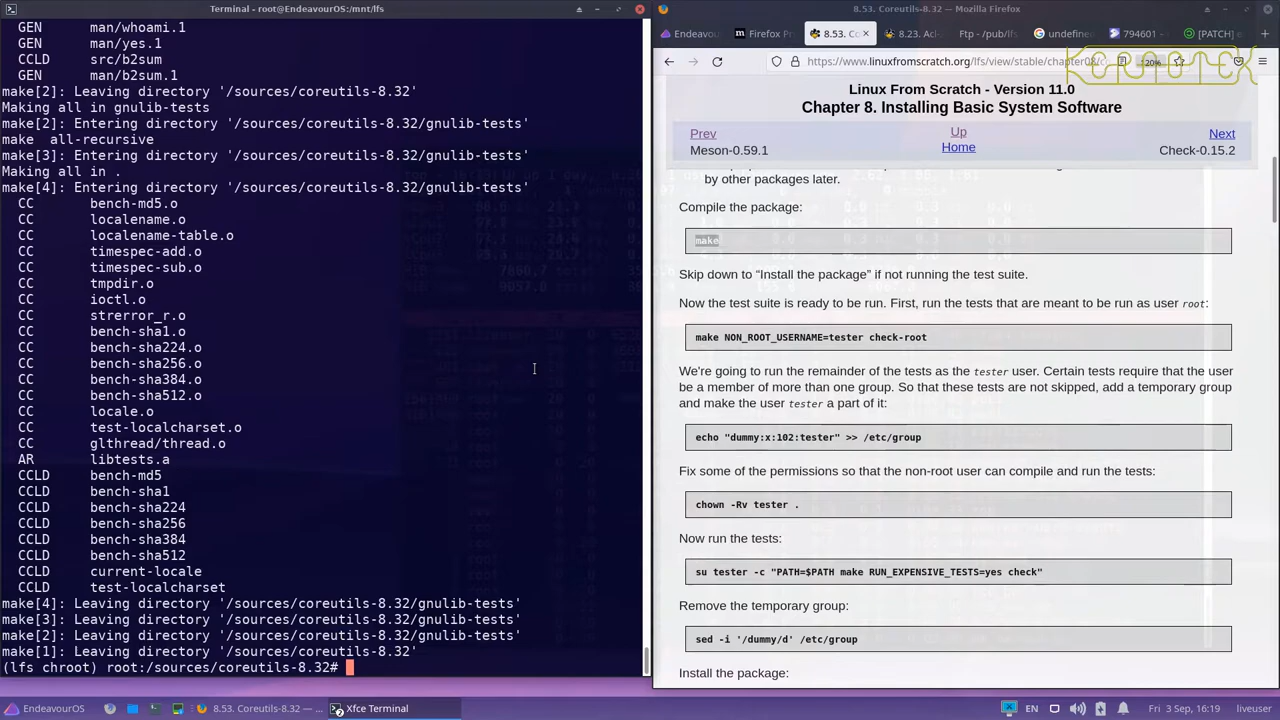 Terminal - root@EndeavourOS:/mnt/lfs
GEN man/whoami.1
GEN man/yes.1
CCLD src/b2sum
GEN man/b2sum.1
make[2]: Leaving directory '/sources/coreutils-8.32'
Making all in gnulib-tests
make[2]: Entering directory '/sources/coreutils-8.32/gnulib-tests'
make all-recursive
make[3]: Entering directory '/sources/coreutils-8.32/gnulib-tests'
Making all in .
make[4]: Entering directory '/sources/coreutils-8.32/gnulib-tests'
CC bench-md5.o
CC localename.o
CC localename-table.o
CC timespec-add.o
CC timespec-sub.o
CC tmpdir.o
CC ioctl.o
CC strerror_r.o
CC bench-sha1.o
CC bench-sha224.o
CC bench-sha256.o
CC bench-sha384.o
CC bench-sha512.o
CC locale.o
CC test-localcharset.o
CC glthread/thread.o
AR libtests.a
CCLD bench-md5
CCLD bench-sha1
CCLD bench-sha224
CCLD bench-sha256
CCLD bench-sha384
CCLD bench-sha512
CCLD current-locale
CCLD test-localcharset
make[4]: Leaving directory '/sources/coreutils-8.32/gnulib-tests'
make[3]: Leaving directory '/sources/coreutils-8.32/gnulib-tests'
make[2]: Leaving directory '/sources/coreutils-8.32/gnulib-tests'
make[1]: Leaving directory '/sources/coreutils-8.32'
(lfs chroot) root:/sources/coreutils-8.32#
8.53. Coreutils-8.32 — Mozilla Firefox
Endeavour
Firefox Pr
8.53. Co
8.23. Ac
Ftp - /pub/lfs
undefined
794601 -
[PATCH]
https://www.linuxfromscratch.org/lfs/view/stable/chapter08/c
120%
Linux From Scratch - Version 11.0
Chapter 8. Installing Basic System Software
Prev Up Next
Meson-0.59.1 Home Check-0.15.2
by other packages later.
Compile the package:
make
Skip down to “Install the package” if not running the test suite.
Now the test suite is ready to be run. First, run the tests that are meant to be run as user root:
make NON_ROOT_USERNAME=tester check-root
We're going to run the remainder of the tests as the tester user. Certain tests require that the user
be a member of more than one group. So that these tests are not skipped, add a temporary group
and make the user tester a part of it:
echo "dummy:x:102:tester" >> /etc/group
Fix some of the permissions so that the non-root user can compile and run the tests:
chown -Rv tester .
Now run the tests:
su tester -c "PATH=$PATH make RUN_EXPENSIVE_TESTS=yes check"
Remove the temporary group:
sed -i '/dummy/d' /etc/group
Install the package:
EndeavourOS
8.53. Coreutils-8.32 — ...
Xfce Terminal
EN
Fri 3 Sep, 16:19
liveuser